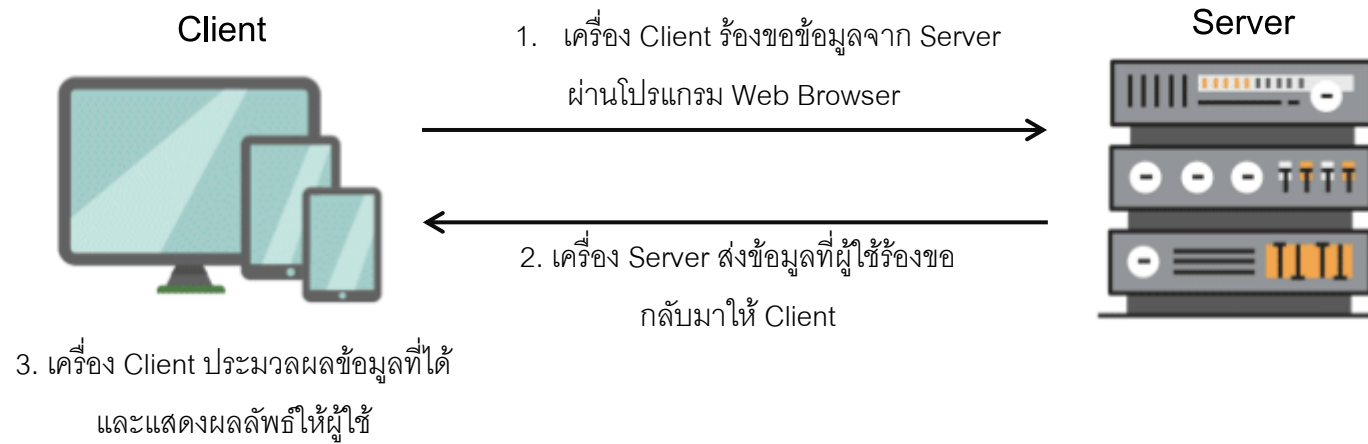 Client
Server
1. เครื่อง Client ร้องขอข้อมูลจาก Server
ผ่านโปรแกรม Web Browser
2. เครื่อง Server ส่งข้อมูลที่ผู้ใช้ร้องขอ
กลับมาให้ Client
3. เครื่อง Client ประมวลผลข้อมูลที่ได้
และแสดงผลลัพธ์ให้ผู้ใช้